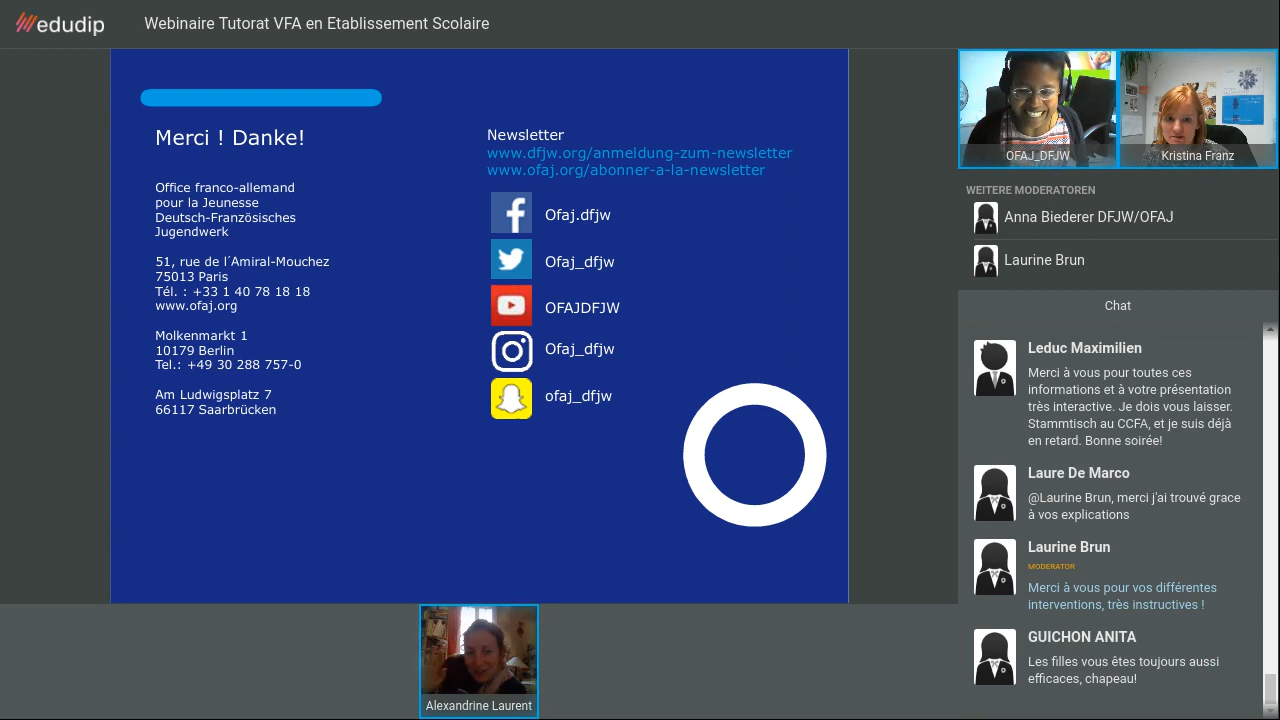 edudip
Webinaire Tutorat VFA en Etablissement Scolaire
Merci ! Danke!
Office franco-allemand
pour la Jeunesse
Deutsch-Französisches
Jugendwerk
51, rue de l´Amiral-Mouchez
75013 Paris
Tél. : +33 1 40 78 18 18
www.ofaj.org
Molkenmarkt 1
10179 Berlin
Tel.: +49 30 288 757-0
Am Ludwigsplatz 7
66117 Saarbrücken
Newsletter
www.dfjw.org/anmeldung-zum-newsletter
www.ofaj.org/abonner-a-la-newsletter
Ofaj.dfjw
Ofaj_dfjw
OFAJDFJW
Ofaj_dfjw
ofaj_dfjw
OFAJ_DFJW
Kristina Franz
WEITERE MODERATOREN
Anna Biederer DFJW/OFAJ
Laurine Brun
Chat
Leduc Maximilien
Merci à vous pour toutes ces
informations et à votre présentation
très interactive. Je dois vous laisser.
Stammtisch au CCFA, et je suis déjà
en retard. Bonne soirée!
Laure De Marco
@Laurine Brun, merci j'ai trouvé grace
à vos explications
Laurine Brun
MODERATOR
Merci à vous pour vos différentes
interventions, très instructives !
GUICHON ANITA
Les filles vous êtes toujours aussi
efficaces, chapeau!
Alexandrine Laurent